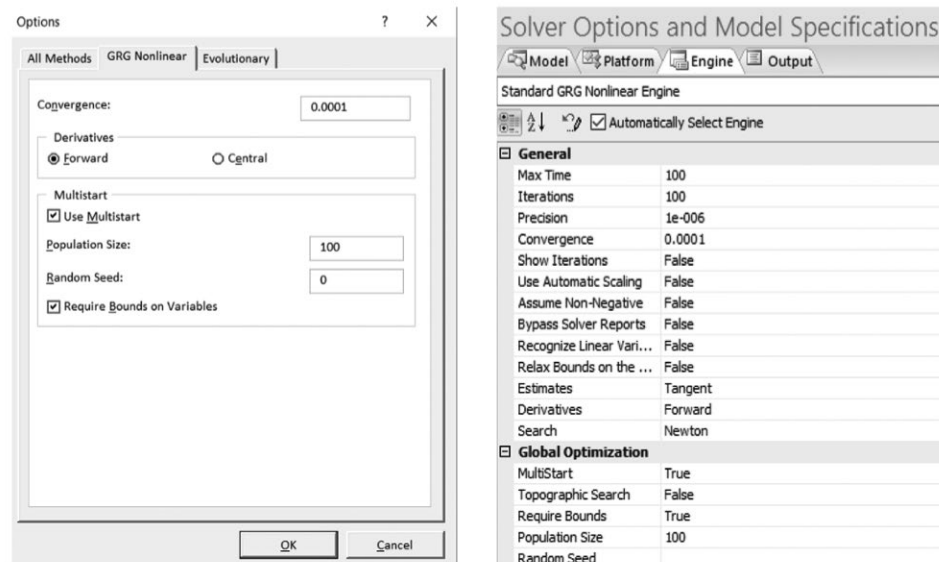 Options ? ×
All Methods GRG Nonlinear Evolutionary
Convergence: 0.0001
Derivatives
Forward Central
Multistart
Use Multistart
Population Size: 100
Random Seed: 0
Require Bounds on Variables
OK Cancel
Solver Options and Model Specifications
Model Platform Engine Output
Standard GRG Nonlinear Engine
Automatically Select Engine
General
Max Time 100
Iterations 100
Precision 1e-006
Convergence 0.0001
Show Iterations False
Use Automatic Scaling False
Assume Non-Negative False
Bypass Solver Reports False
Recognize Linear Vari... False
Relax Bounds on the ... False
Estimates Tangent
Derivatives Forward
Search Newton
Global Optimization
MultiStart True
Topographic Search False
Require Bounds True
Population Size 100
Random Seed